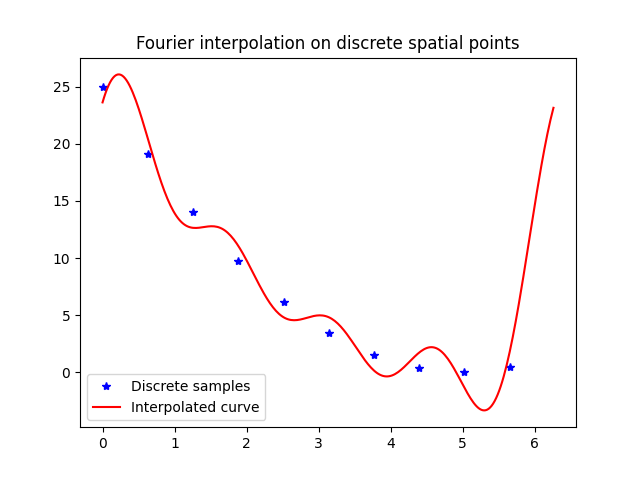 Fourier interpolation on discrete spatial points
25
20
15
10
5
0
Discrete samples
Interpolated curve
0 1 2 3 4 5 6